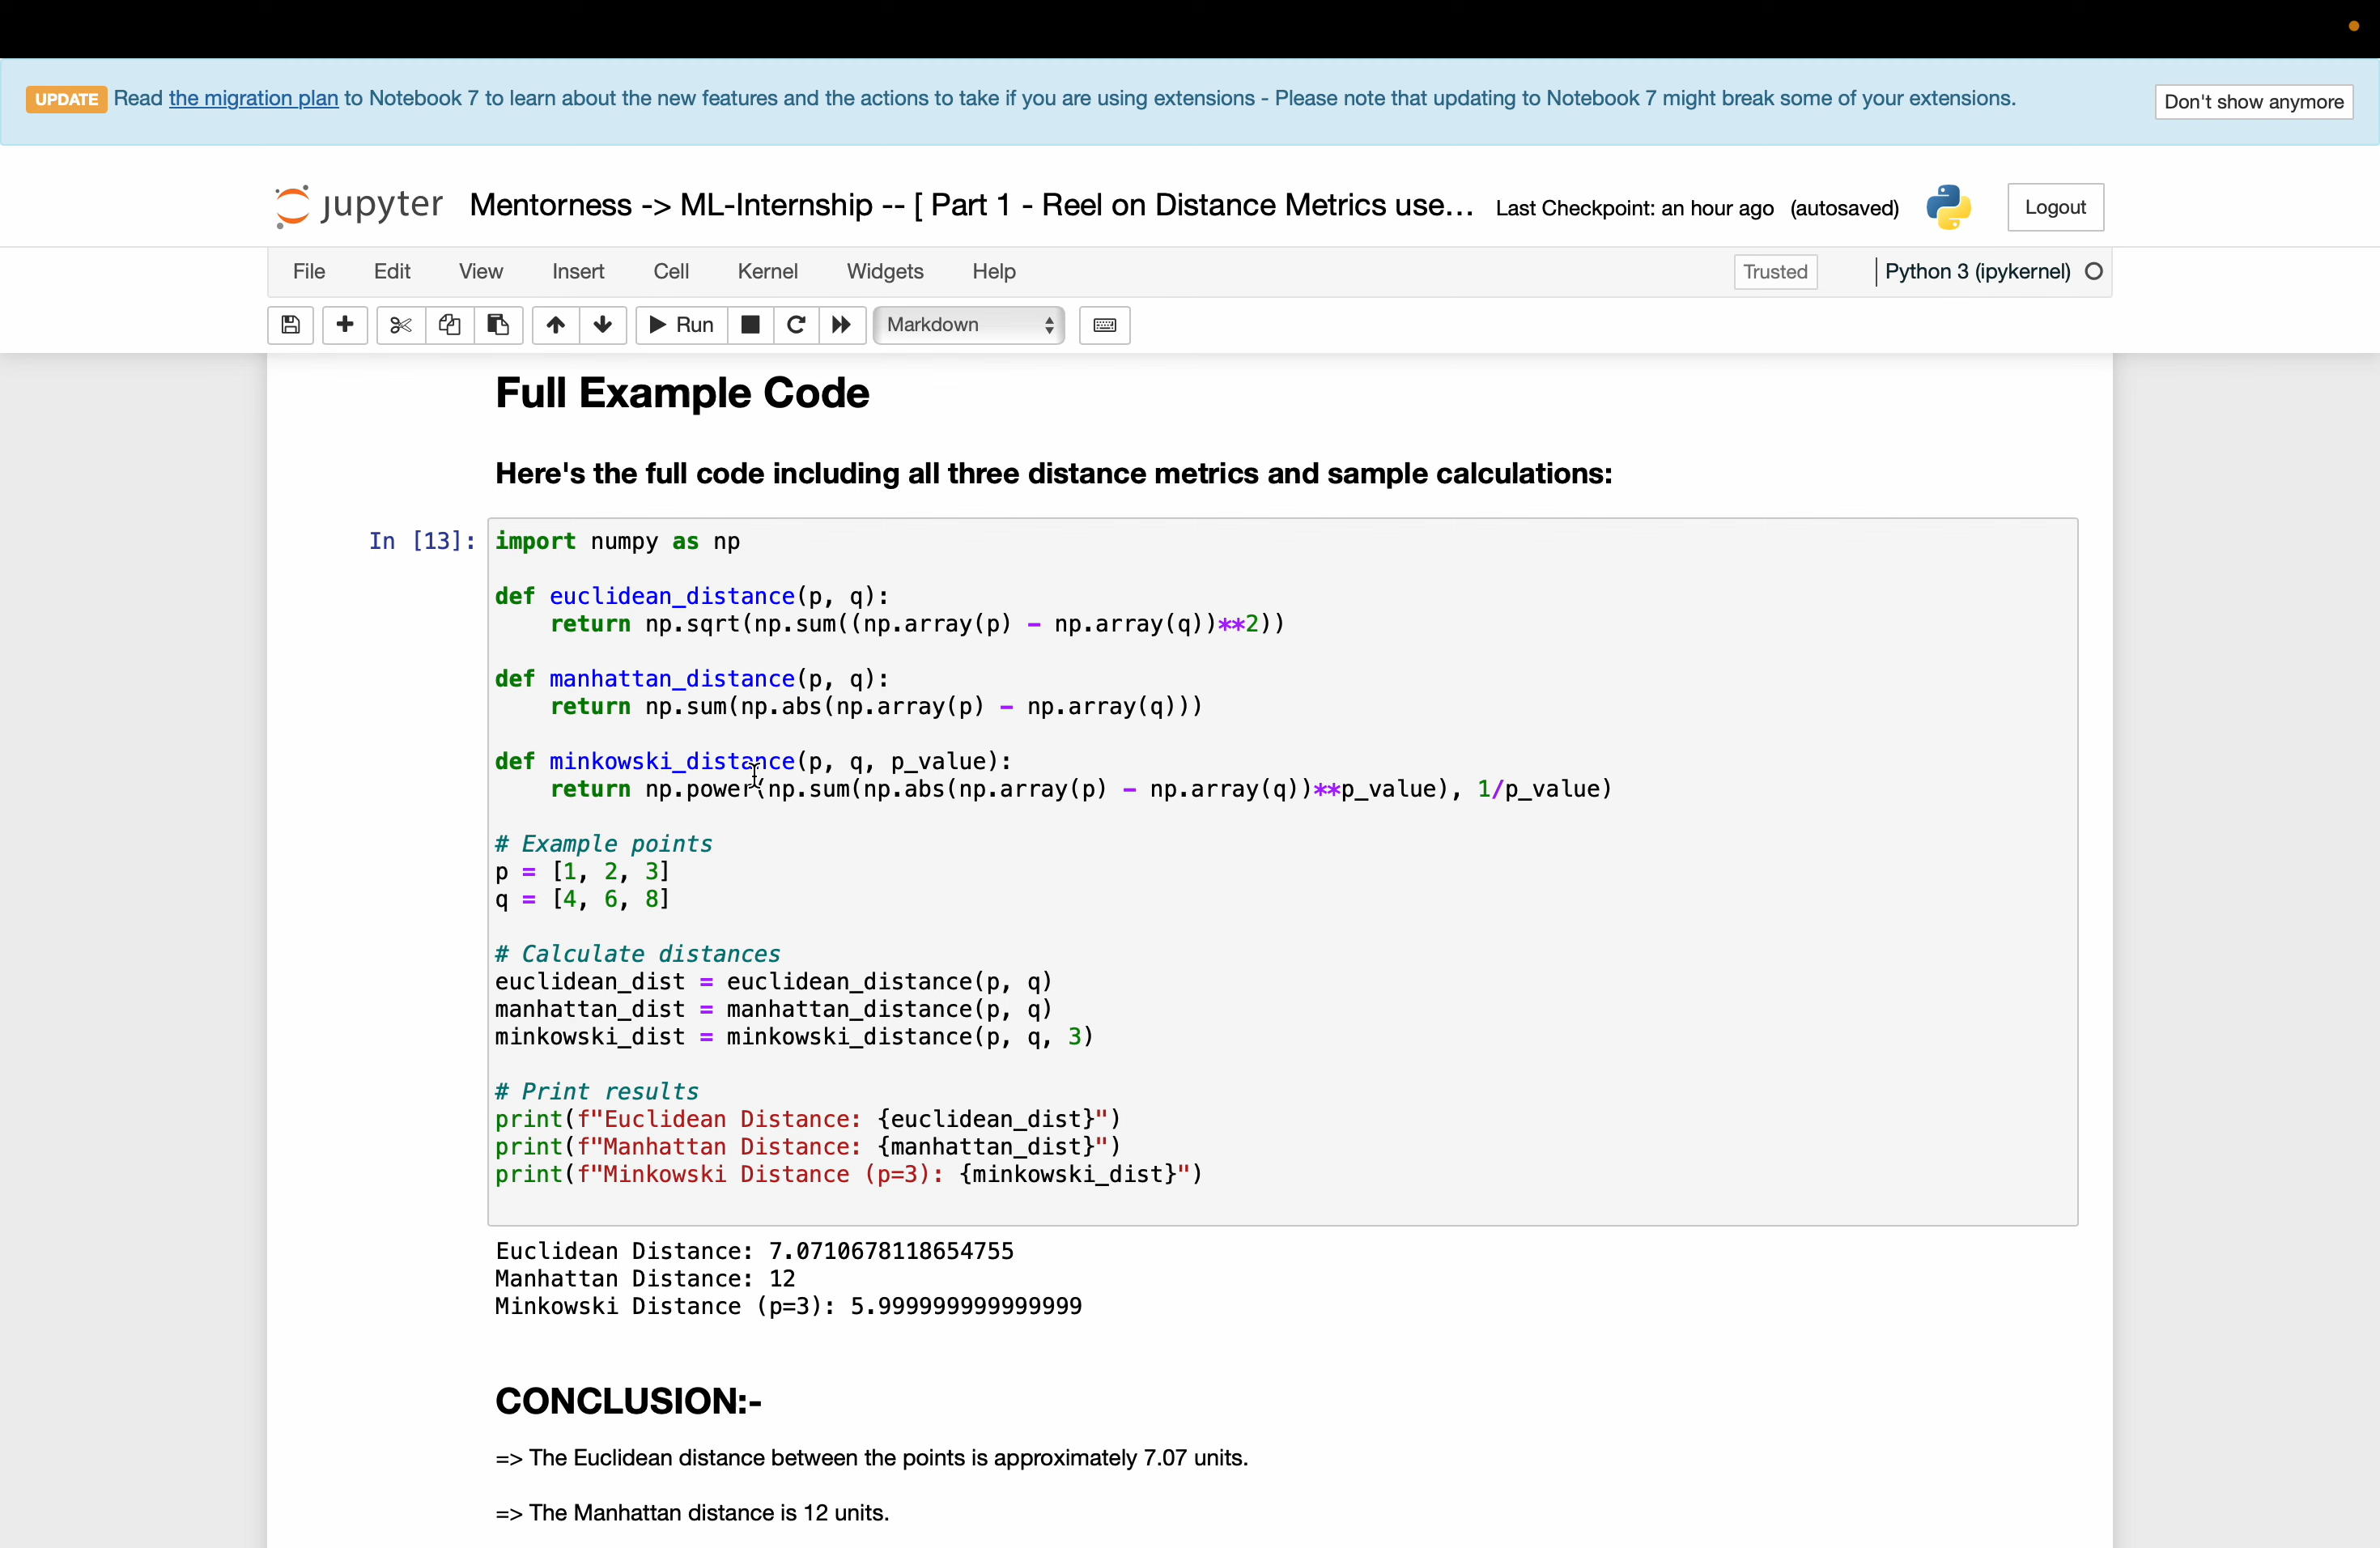 UPDATE Read the migration plan to Notebook 7 to learn about the new features and the actions to take if you are using extensions - Please note that updating to Notebook 7 might break some of your extensions. Don't show anymore
jupyter Mentorness -> ML-Internship -- [ Part 1 - Reel on Distance Metrics use... Last Checkpoint: an hour ago (autosaved) Logout
File Edit View Insert Cell Kernel Widgets Help Trusted Python 3 (ipykernel)
Run Markdown
Full Example Code
Here's the full code including all three distance metrics and sample calculations:
In [13]: import numpy as np
def euclidean_distance(p, q):
    return np.sqrt(np.sum((np.array(p) - np.array(q))**2))
def manhattan_distance(p, q):
    return np.sum(np.abs(np.array(p) - np.array(q)))
def minkowski_distance(p, q, p_value):
    return np.power(np.sum(np.abs(np.array(p) - np.array(q))**p_value), 1/p_value)
# Example points
p = [1, 2, 3]
q = [4, 6, 8]
# Calculate distances
euclidean_dist = euclidean_distance(p, q)
manhattan_dist = manhattan_distance(p, q)
minkowski_dist = minkowski_distance(p, q, 3)
# Print results
print(f"Euclidean Distance: {euclidean_dist}")
print(f"Manhattan Distance: {manhattan_dist}")
print(f"Minkowski Distance (p=3): {minkowski_dist}")
Euclidean Distance: 7.0710678118654755
Manhattan Distance: 12
Minkowski Distance (p=3): 5.999999999999999
CONCLUSION:-
=> The Euclidean distance between the points is approximately 7.07 units.
=> The Manhattan distance is 12 units.